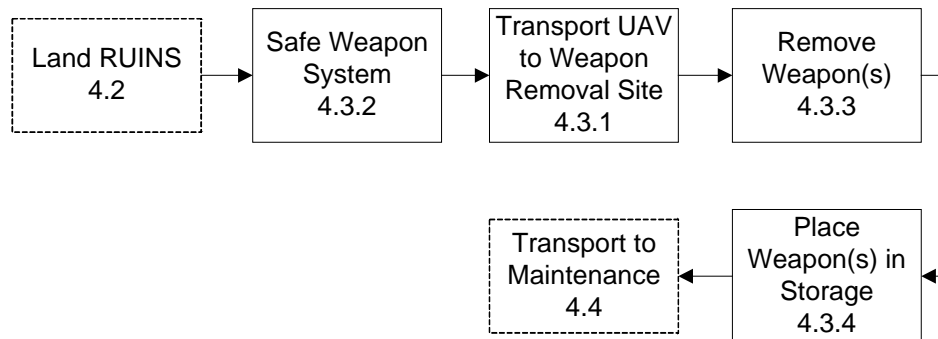 Land RUINS
4.2
Safe Weapon
System
4.3.2
Transport UAV
to Weapon
Removal Site
4.3.1
Remove
Weapon(s)
4.3.3
Transport to
Maintenance
4.4
Place
Weapon(s) in
Storage
4.3.4